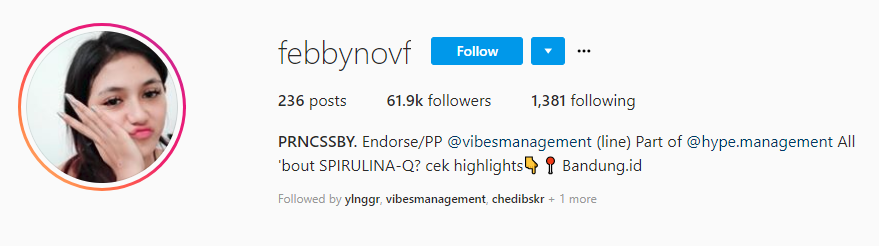 febbynovf Follow
236 posts 61.9k followers 1,381 following
PRNCSSBY. Endorse/PP @vibesmanagement (line) Part of @hype.management All
'bout SPIRULINA-Q? cek highlights👇📍Bandung.id
Followed by ylnggr, vibesmanagement, chedibskr + 1 more